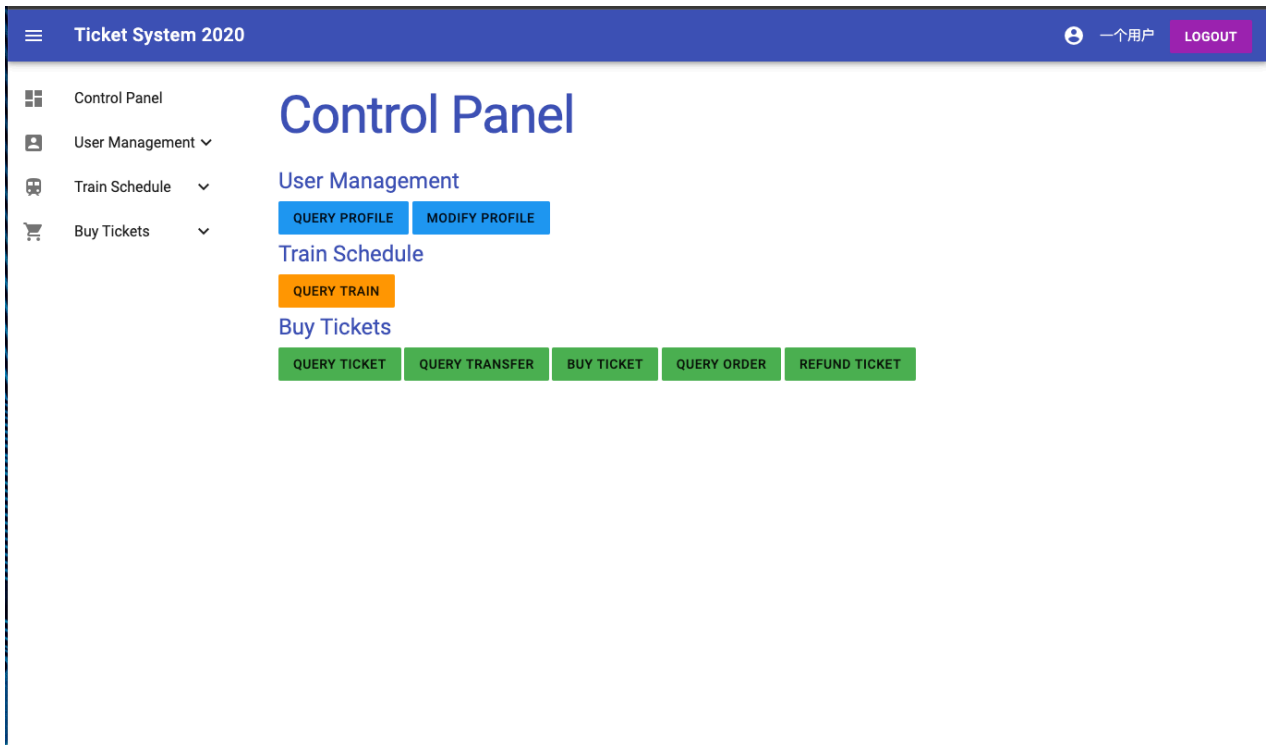 Ticket System 2020
一个用户
LOGOUT
Control Panel
User Management
Train Schedule
Buy Tickets
Control Panel
User Management
QUERY PROFILE
MODIFY PROFILE
Train Schedule
QUERY TRAIN
Buy Tickets
QUERY TICKET
QUERY TRANSFER
BUY TICKET
QUERY ORDER
REFUND TICKET